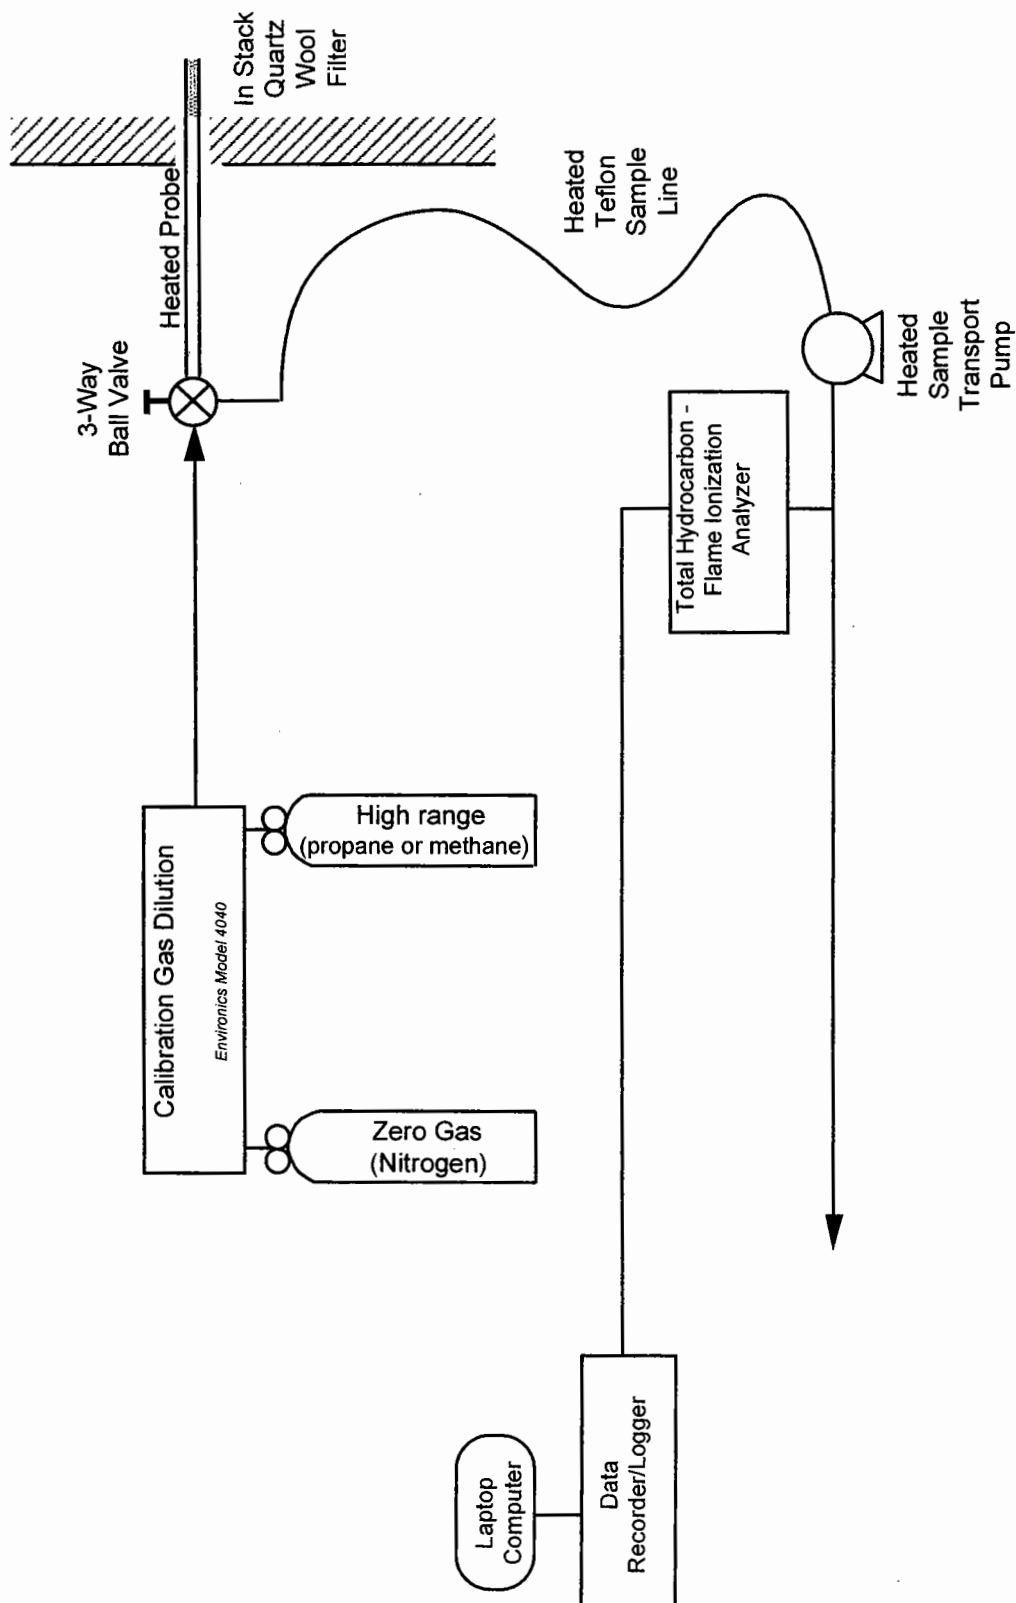 In Stack
Quartz
Wool
Filter
Heated Probe
3-Way
Ball Valve
Heated
Teflon
Sample
Line
Heated
Sample
Transport
Pump
Total Hydrocarbon -
Flame Ionization
Analyzer
Calibration Gas Dilution
Environics Model 4040
High range
(propane or methane)
Zero Gas
(Nitrogen)
Laptop
Computer
Data
Recorder/Logger